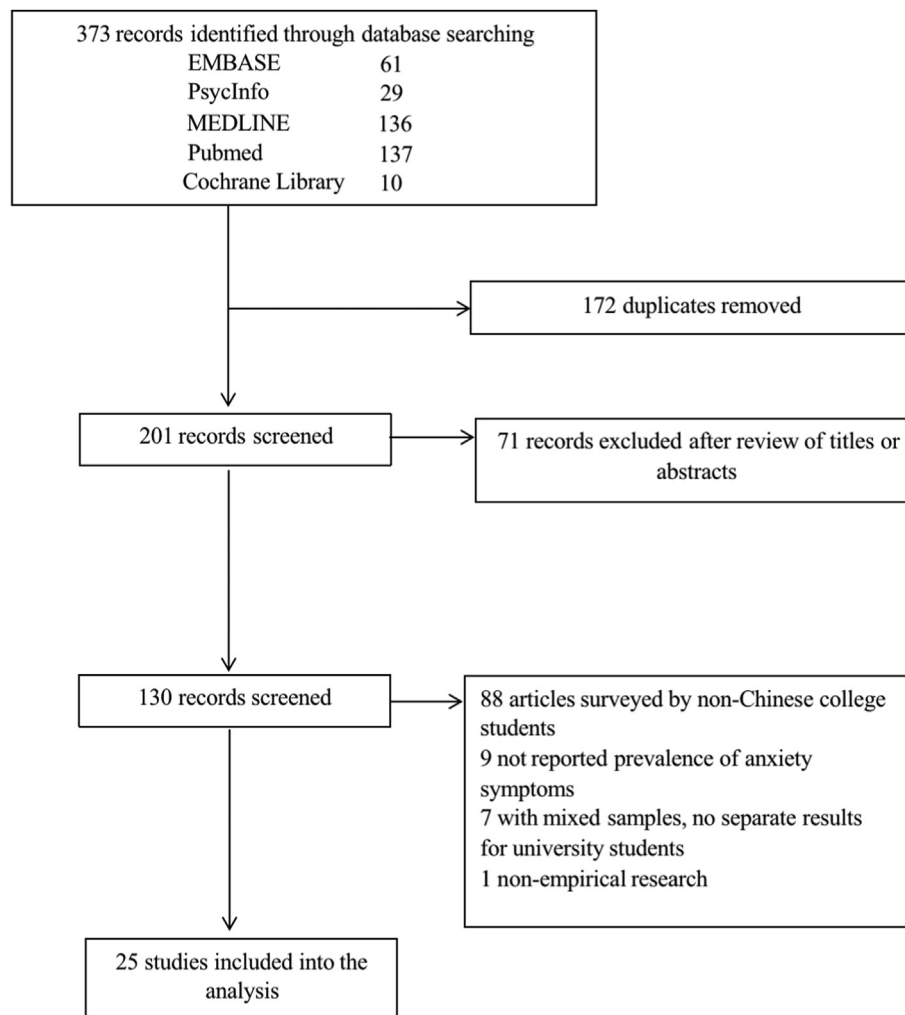 373 records identified through database searching
EMBASE 61
PsycInfo 29
MEDLINE 136
Pubmed 137
Cochrane Library 10
172 duplicates removed
201 records screened
71 records excluded after review of titles or
abstracts
130 records screened
88 articles surveyed by non-Chinese college
students
9 not reported prevalence of anxiety
symptoms
7 with mixed samples, no separate results
for university students
1 non-empirical research
25 studies included into the
analysis